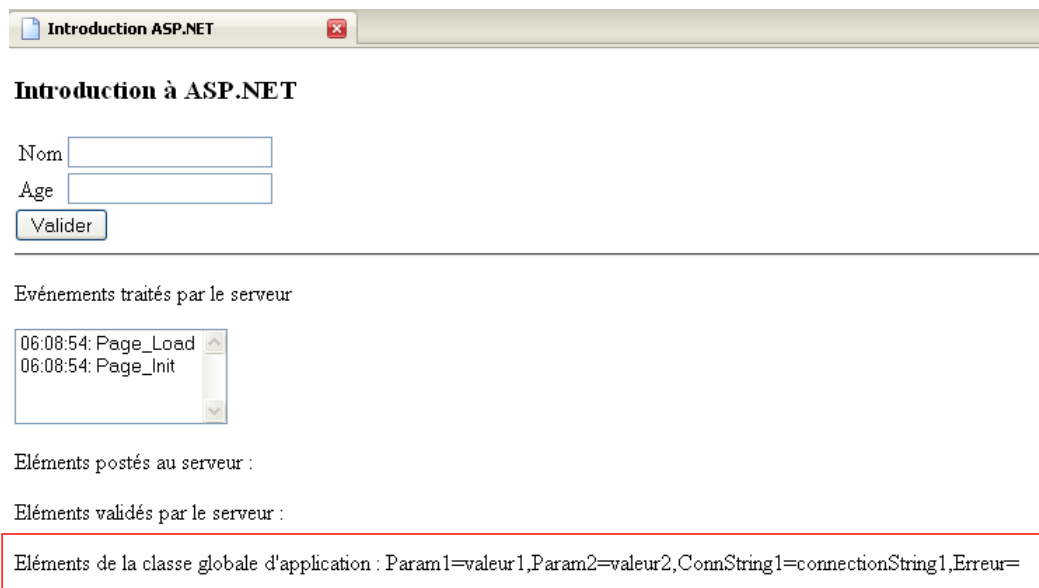 Introduction ASP.NET
Introduction à ASP.NET
Nom
Age
Valider
Evénements traités par le serveur
06:08:54: Page_Load
06:08:54: Page_Init
Eléments postés au serveur :
Eléments validés par le serveur :
Eléments de la classe globale d'application : Param1=valeur1,Param2=valeur2,ConnString1=connectionString1,Erreur=